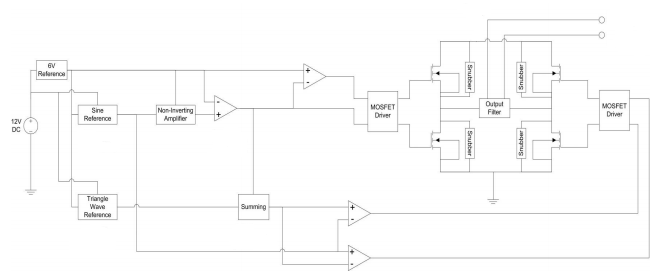 6V
Reference
12V
DC
+
-
Sine
Reference
Non-Inverting
Amplifier
-
+
+
-
MOSFET
Driver
Snubber
Snubber
Output
Filter
Snubber
Snubber
MOSFET
Driver
Triangle
Wave
Reference
Summing
+
-
+
-